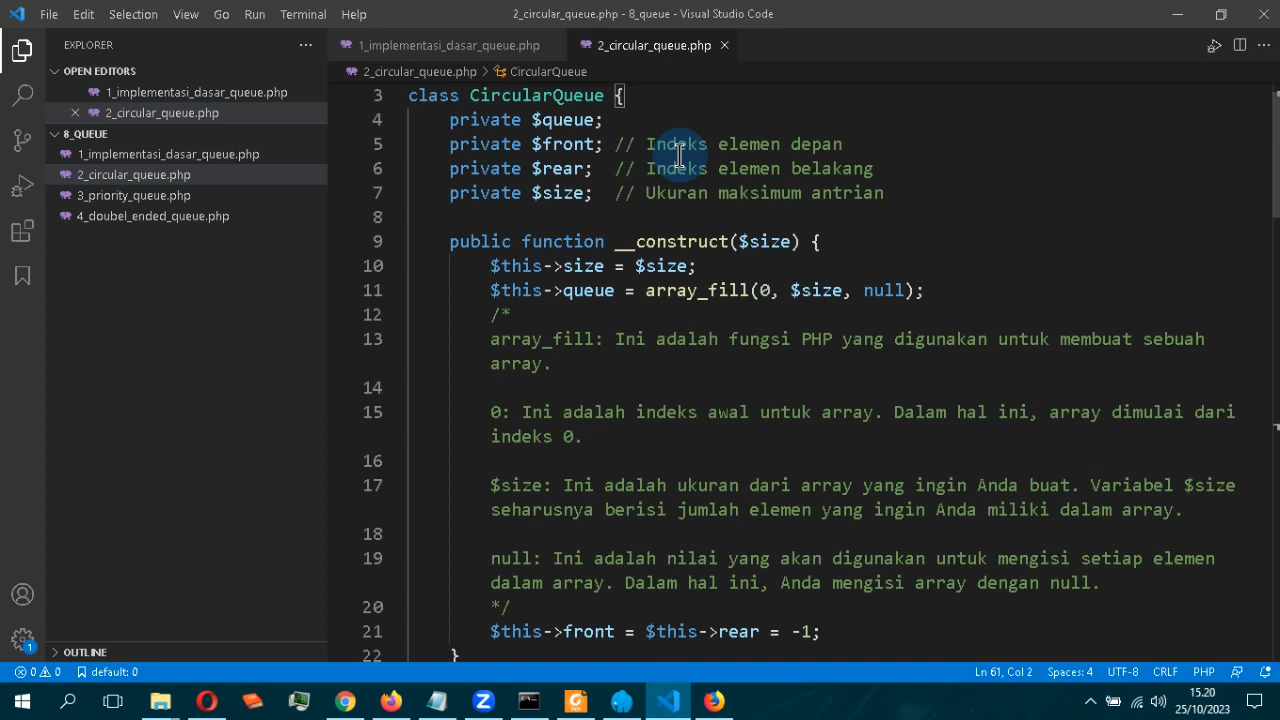 File Edit Selection View Go Run Terminal Help 2_circular_queue.php - 8_queue - Visual Studio Code
EXPLORER
1_implementasi_dasar_queue.php 2_circular_queue.php
OPEN EDITORS
1_implementasi_dasar_queue.php
2_circular_queue.php
8_QUEUE
1_implementasi_dasar_queue.php
2_circular_queue.php
3_priority_queue.php
4_doubel_ended_queue.php
OUTLINE
2_circular_queue.php > CircularQueue
3 class CircularQueue {
4 private $queue;
5 private $front; // Indeks elemen depan
6 private $rear; // Indeks elemen belakang
7 private $size; // Ukuran maksimum antrian
8
9 public function __construct($size) {
10 $this->size = $size;
11 $this->queue = array_fill(0, $size, null);
12 /*
13 array_fill: Ini adalah fungsi PHP yang digunakan untuk membuat sebuah
array.
14
15 0: Ini adalah indeks awal untuk array. Dalam hal ini, array dimulai dari
indeks 0.
16
17 $size: Ini adalah ukuran dari array yang ingin Anda buat. Variabel $size
seharusnya berisi jumlah elemen yang ingin Anda miliki dalam array.
18
19 null: Ini adalah nilai yang akan digunakan untuk mengisi setiap elemen
dalam array. Dalam hal ini, Anda mengisi array dengan null.
20 */
21 $this->front = $this->rear = -1;
22 }
1
0 0 default: 0 Ln 61, Col 2 Spaces: 4 UTF-8 CRLF PHP
15.20
25/10/2023